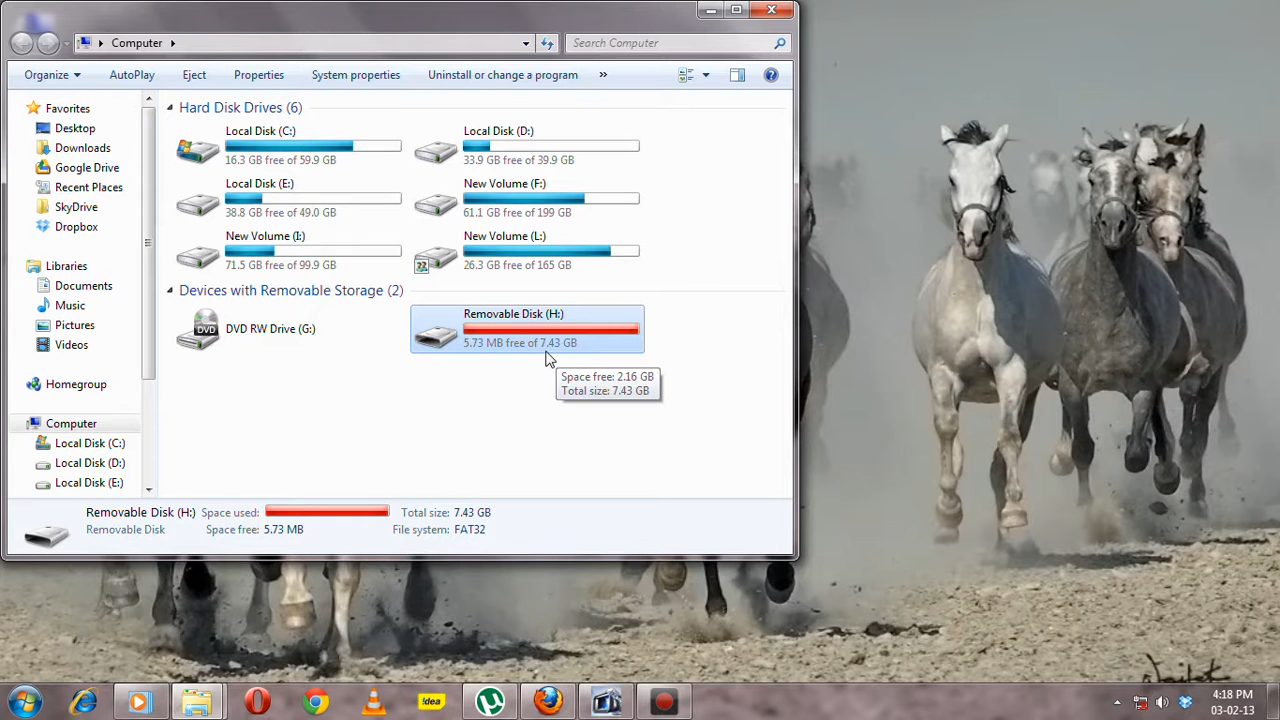 Computer
Search Computer
Organize
AutoPlay
Eject
Properties
System properties
Uninstall or change a program
»
Favorites
Desktop
Downloads
Google Drive
Recent Places
SkyDrive
Dropbox
Libraries
Documents
Music
Pictures
Videos
Homegroup
Computer
Local Disk (C:)
Local Disk (D:)
Local Disk (E:)
Hard Disk Drives (6)
Local Disk (C:)
16.3 GB free of 59.9 GB
Local Disk (D:)
33.9 GB free of 39.9 GB
Local Disk (E:)
38.8 GB free of 49.0 GB
New Volume (F:)
61.1 GB free of 199 GB
New Volume (I:)
71.5 GB free of 99.9 GB
New Volume (L:)
26.3 GB free of 165 GB
Devices with Removable Storage (2)
DVD
DVD RW Drive (G:)
Removable Disk (H:)
5.73 MB free of 7.43 GB
Space free: 2.16 GB
Total size: 7.43 GB
Removable Disk (H:)
Space used:
Total size: 7.43 GB
Removable Disk
Space free: 5.73 MB
File system: FAT32
!dea
4:18 PM
03-02-13